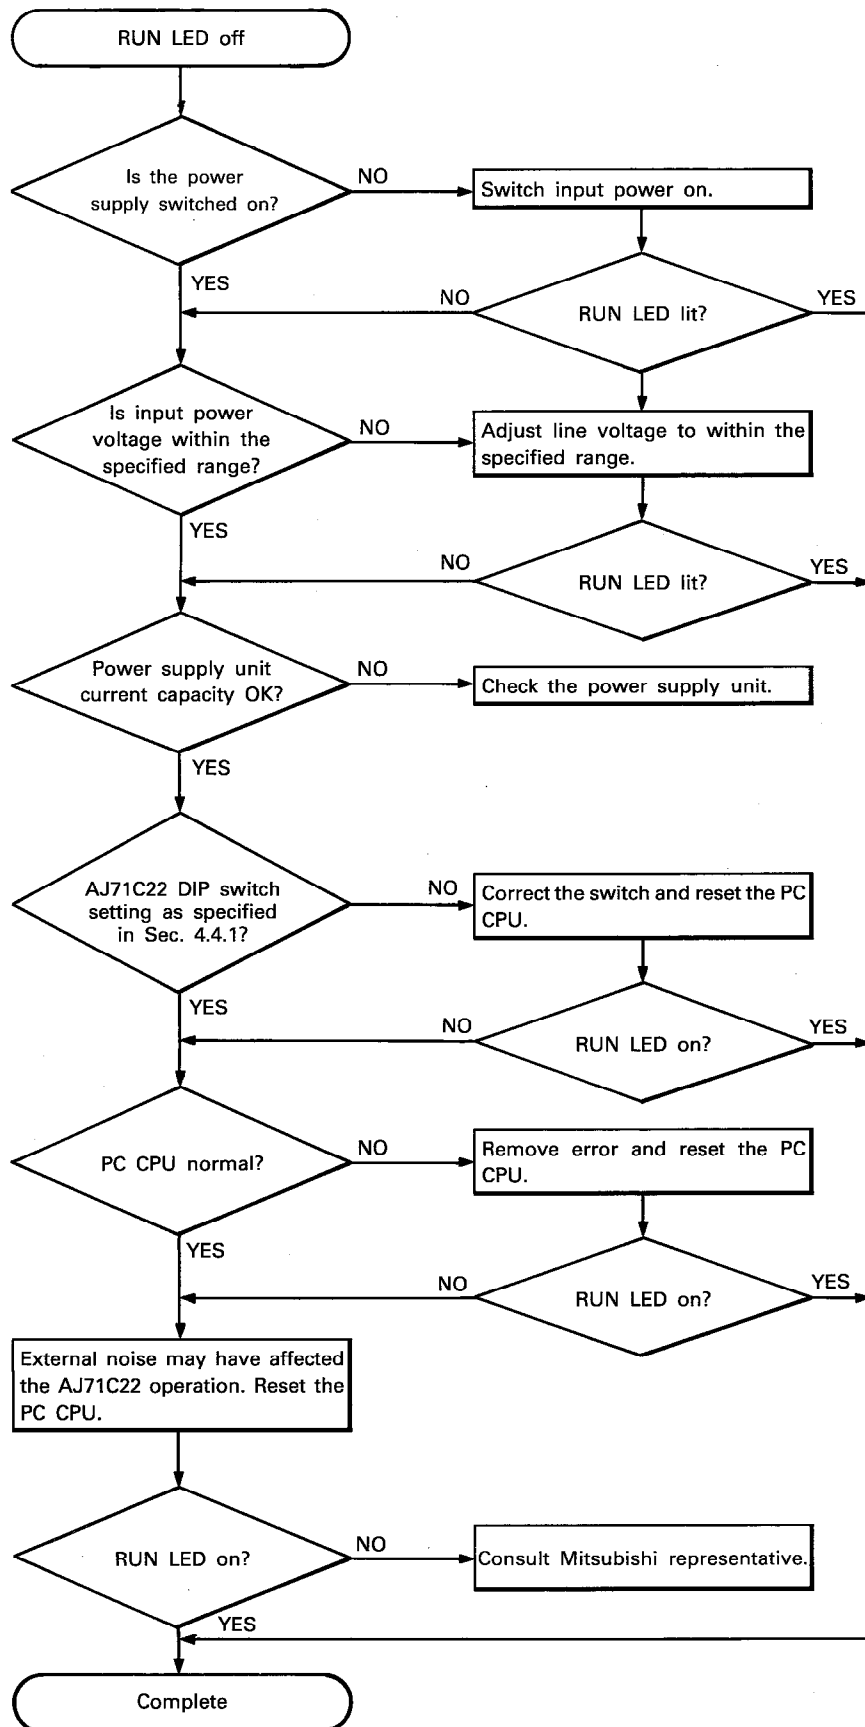 RUN LED off
Is the power
supply switched on?
NO
Switch input power on.
YES
NO
RUN LED lit?
YES
Is input power
voltage within the
specified range?
NO
Adjust line voltage to within the
specified range.
YES
NO
RUN LED lit?
YES
Power supply unit
current capacity OK?
NO
Check the power supply unit.
YES
AJ71C22 DIP switch
setting as specified
in Sec. 4.4.1?
NO
Correct the switch and reset the PC
CPU.
YES
NO
RUN LED on?
YES
PC CPU normal?
NO
Remove error and reset the PC
CPU.
YES
NO
RUN LED on?
YES
External noise may have affected
the AJ71C22 operation. Reset the
PC CPU.
RUN LED on?
NO
Consult Mitsubishi representative.
YES
Complete